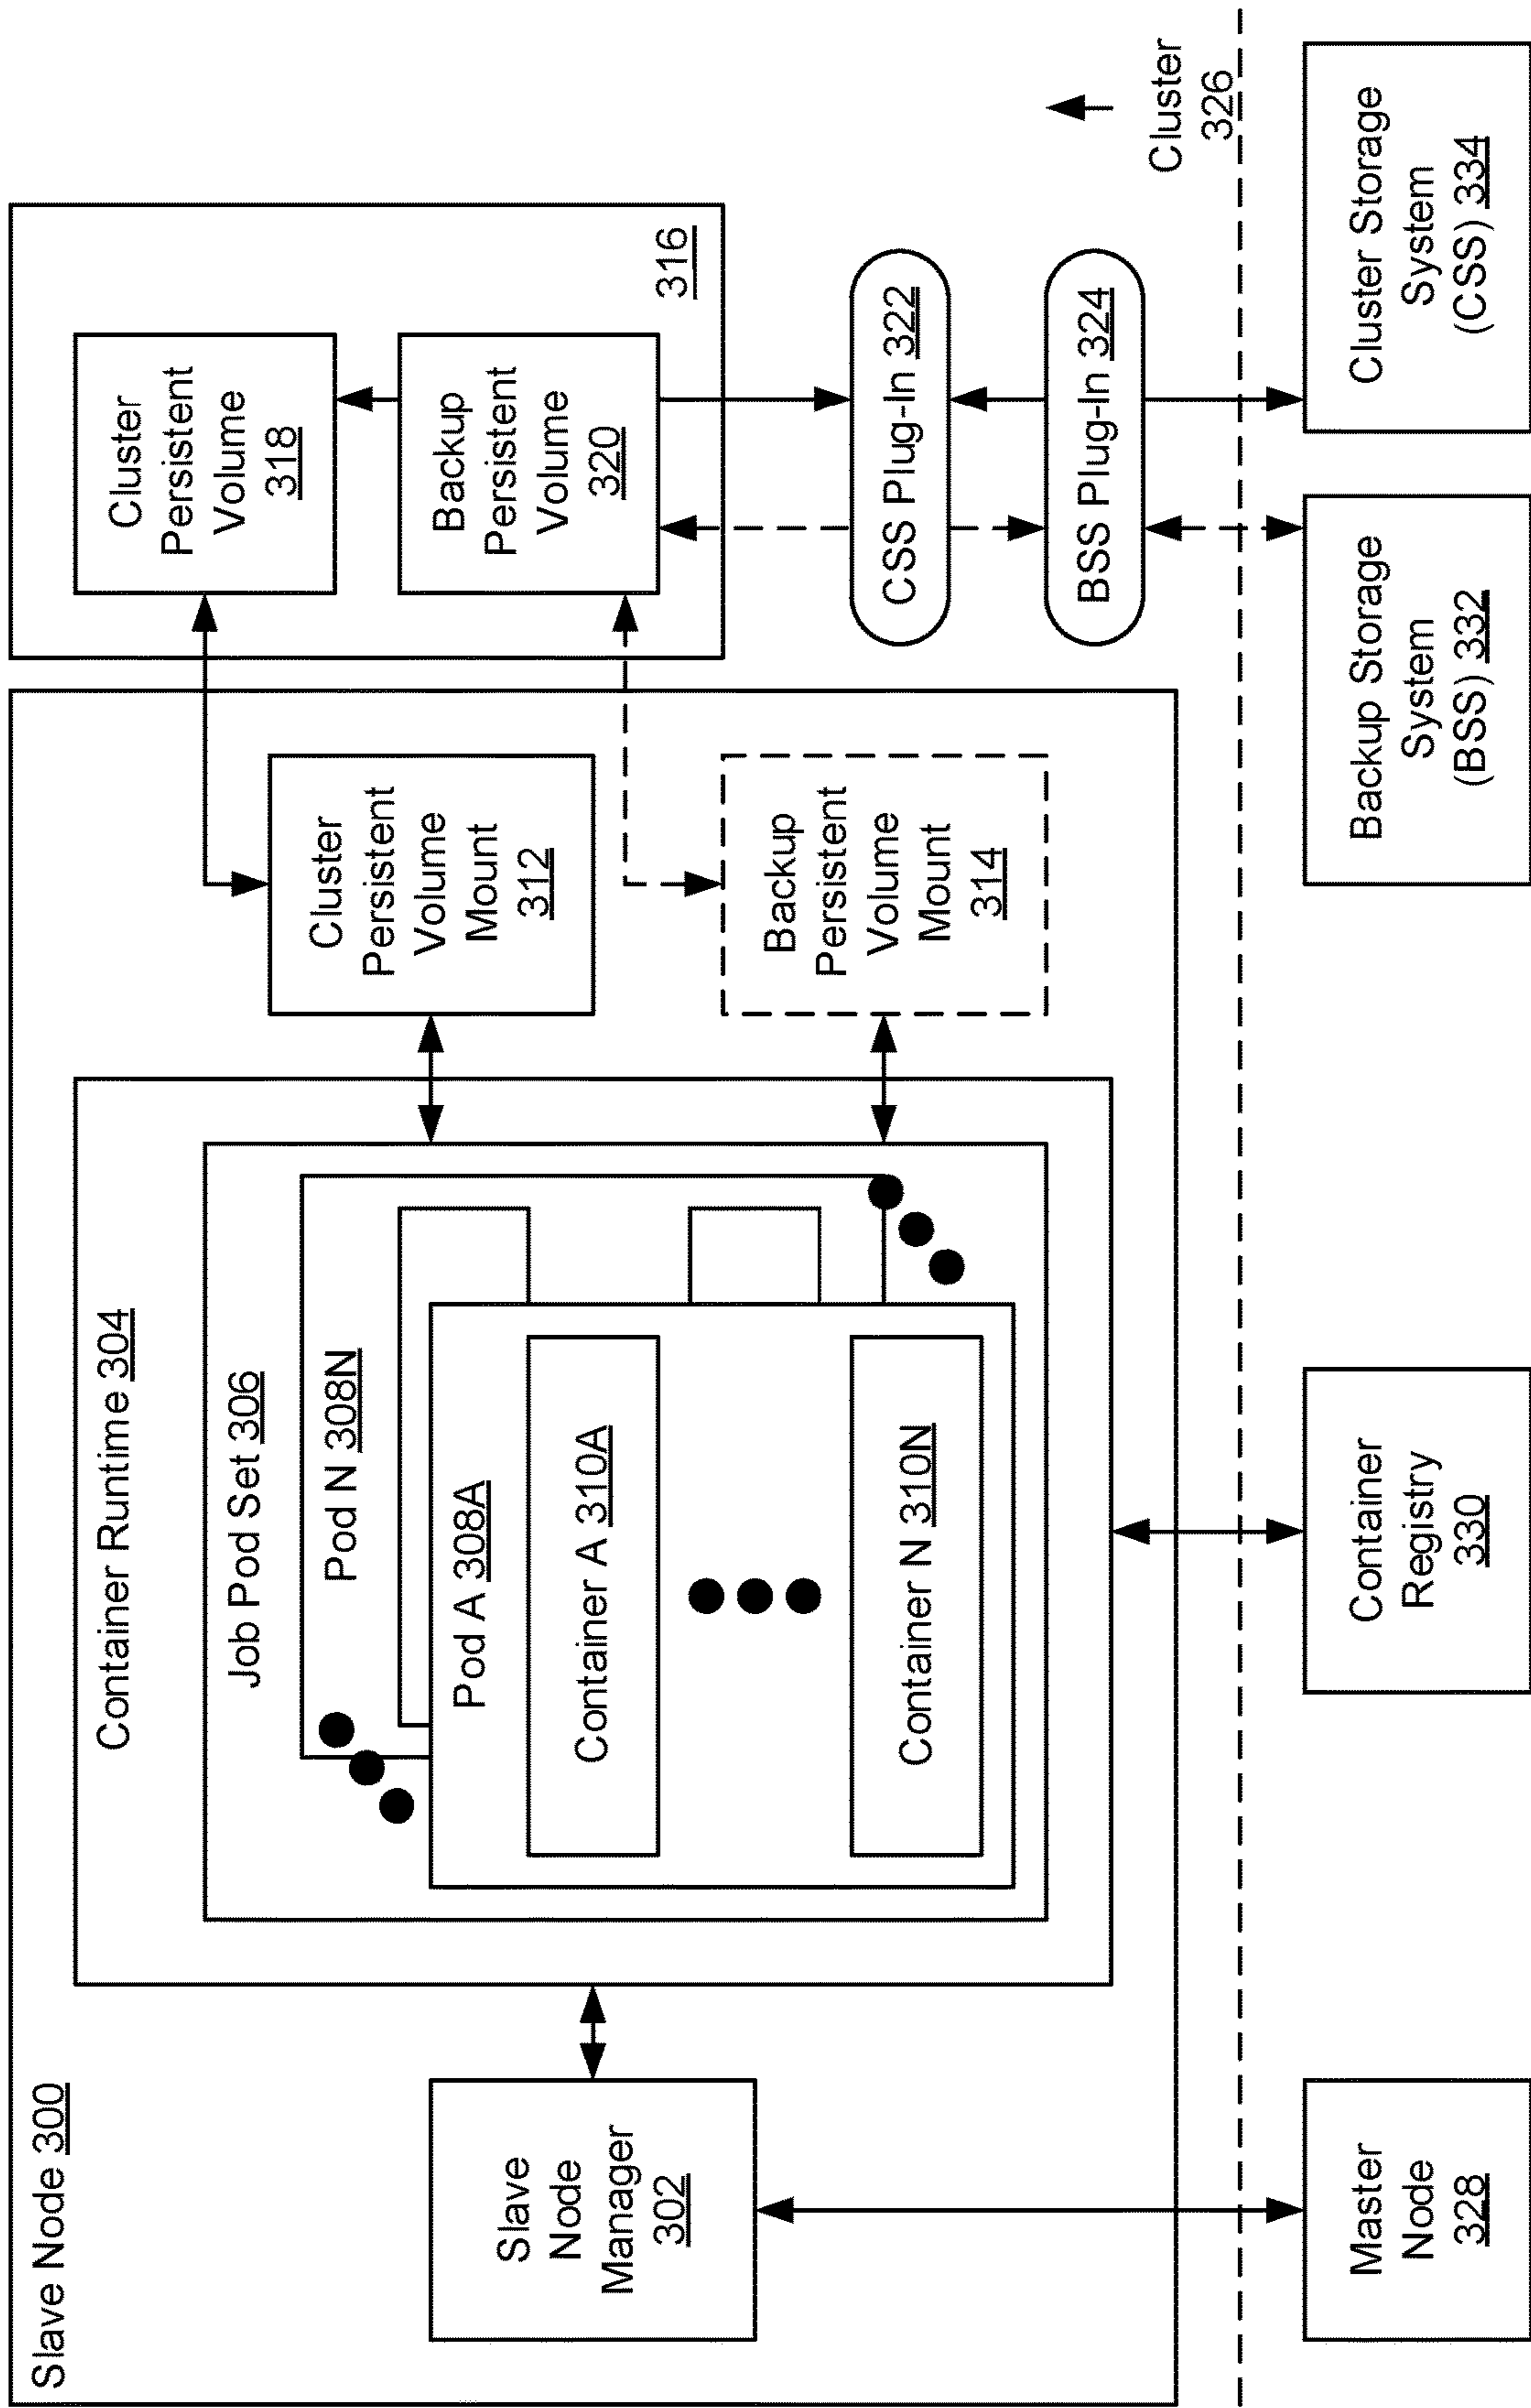 Slave Node 300
Container Runtime 304
Job Pod Set 306
Pod N 308N
Pod A 308A
Container A 310A
Container N 310N
Slave
Node
Manager
302
Cluster
Persistent
Volume
Mount
312
Backup
Persistent
Volume
Mount
314
Cluster
Persistent
Volume
318
Backup
Persistent
Volume
320
316
CSS Plug-In 322
BSS Plug-In 324
Cluster
326
Master
Node
328
Container
Registry
330
Backup Storage
System
(BSS) 332
Cluster Storage
System
(CSS) 334